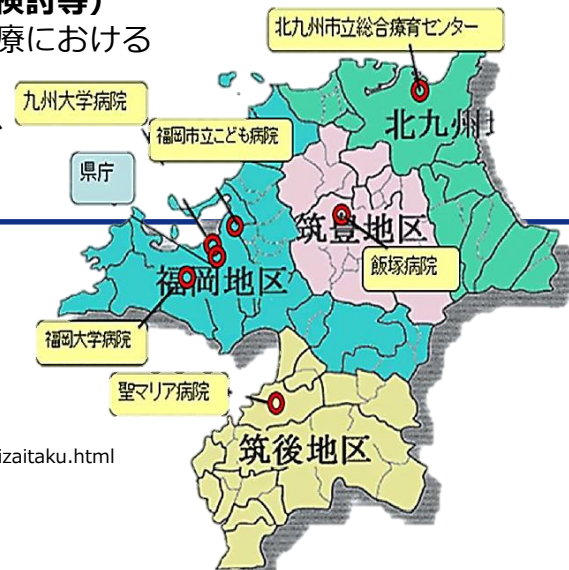 検討等）
療における
北九州市立総合療育センター
九州大学病院
福岡市立こども病院
北九州
県庁
筑豊地区
飯塚病院
福岡地区
福岡大学病院
聖マリア病院
izaitaku.html
筑後地区